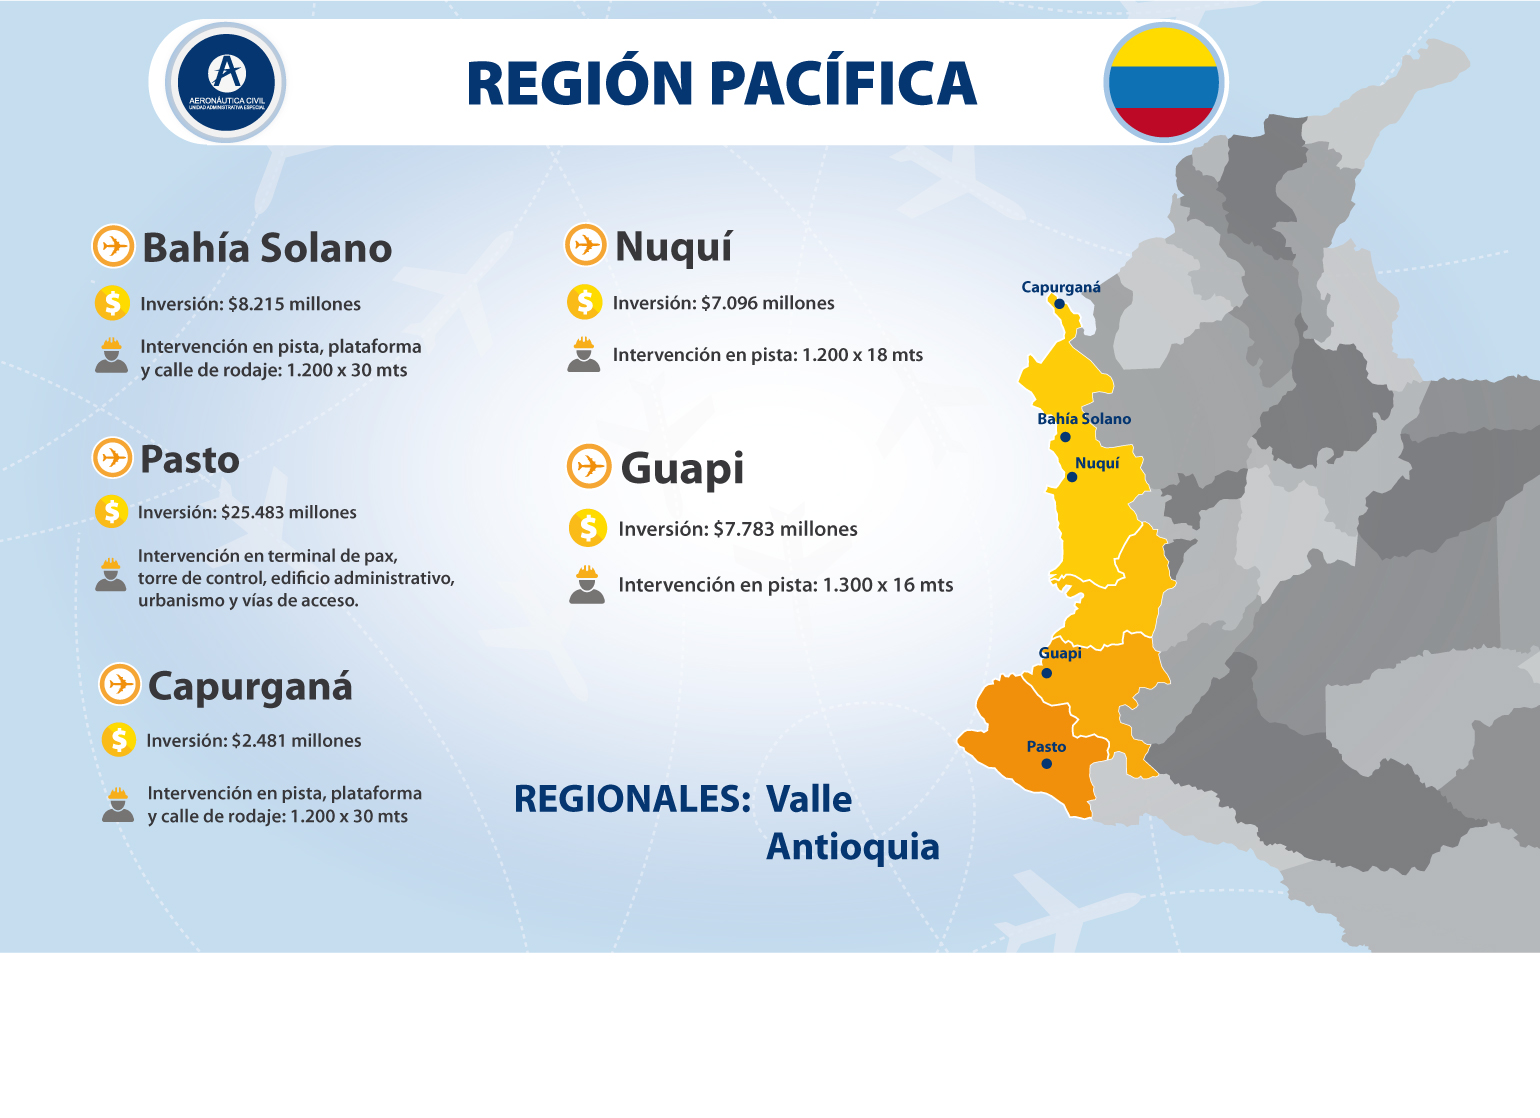 AERONÁUTICA CIVIL
UNIDAD ADMINISTRATIVA ESPECIAL
REGIÓN PACÍFICA
Bahía Solano
Inversión: $8.215 millones
Intervención en pista, plataforma
y calle de rodaje: 1.200 x 30 mts
Pasto
Inversión: $25.483 millones
Intervención en terminal de pax,
torre de control, edificio administrativo,
urbanismo y vías de acceso.
Capurganá
Inversión: $2.481 millones
Intervención en pista, plataforma
y calle de rodaje: 1.200 x 30 mts
Nuquí
Inversión: $7.096 millones
Intervención en pista: 1.200 x 18 mts
Guapi
Inversión: $7.783 millones
Intervención en pista: 1.300 x 16 mts
REGIONALES: Valle
Antioquia
Capurganá
Bahía Solano
Nuquí
Guapi
Pasto